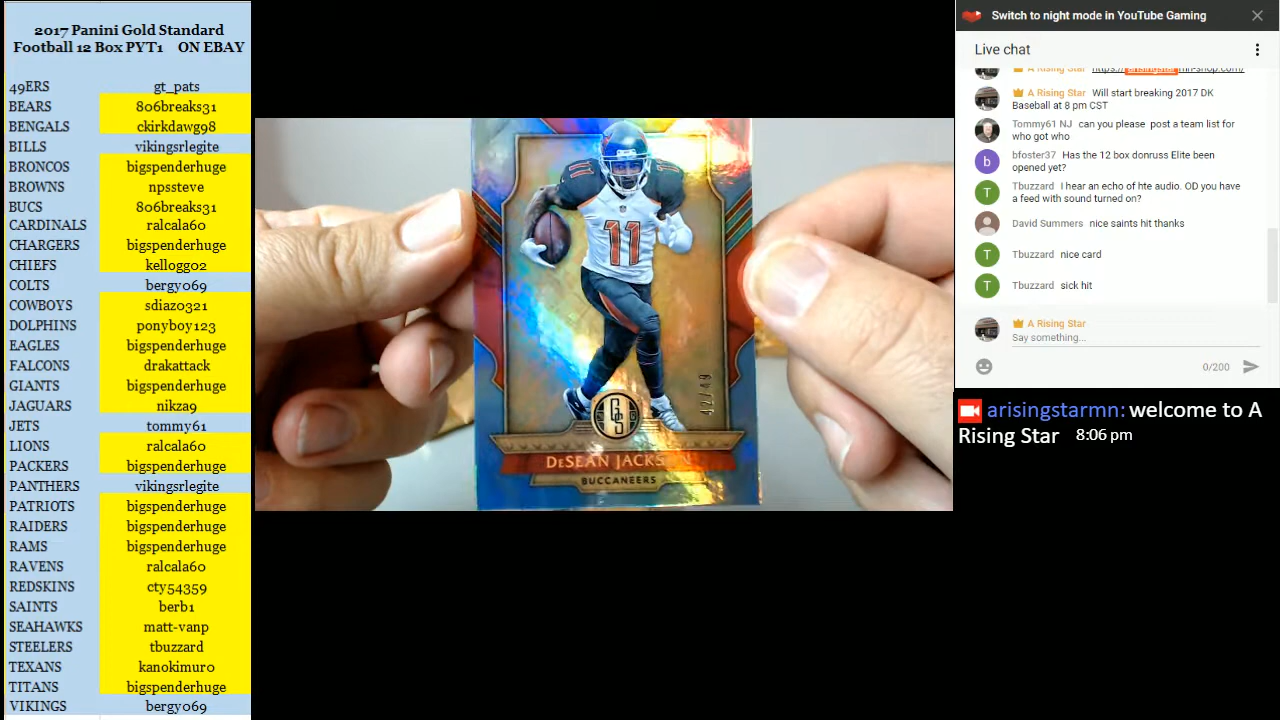 2017 Panini Gold Standard
Football 12 Box PYT1 ON EBAY
49ERS gt_pats
BEARS 806breaks31
BENGALS ckirkdawg98
BILLS vikingsrlegite
BRONCOS bigspenderhuge
BROWNS npssteve
BUCS 806breaks31
CARDINALS ralcala60
CHARGERS bigspenderhuge
CHIEFS kellogg02
COLTS bergy069
COWBOYS sdiaz0321
DOLPHINS ponyboy123
EAGLES bigspenderhuge
FALCONS drakattack
GIANTS bigspenderhuge
JAGUARS nikza9
JETS tommy61
LIONS ralcala60
PACKERS bigspenderhuge
PANTHERS vikingsrlegite
PATRIOTS bigspenderhuge
RAIDERS bigspenderhuge
RAMS bigspenderhuge
RAVENS ralcala60
REDSKINS cty54359
SAINTS berb1
SEAHAWKS matt-vanp
STEELERS tbuzzard
TEXANS kanokimuro
TITANS bigspenderhuge
VIKINGS bergy069
11
11
11
42/49
GS
DESEAN JACKS
BUCCANEERS
Switch to night mode in YouTube Gaming
Live chat
A Rising Star Will start breaking 2017 DK
Baseball at 8 pm CST
Tommy61 NJ can you please post a team list for
who got who
b
bfoster37 Has the 12 box donruss Elite been
opened yet?
T
Tbuzzard I hear an echo of hte audio. OD you have
a feed with sound turned on?
David Summers nice saints hit thanks
T
Tbuzzard nice card
T
Tbuzzard sick hit
A Rising Star
Say something...
0/200
arisingstarmn: welcome to A
Rising Star 8:06 pm